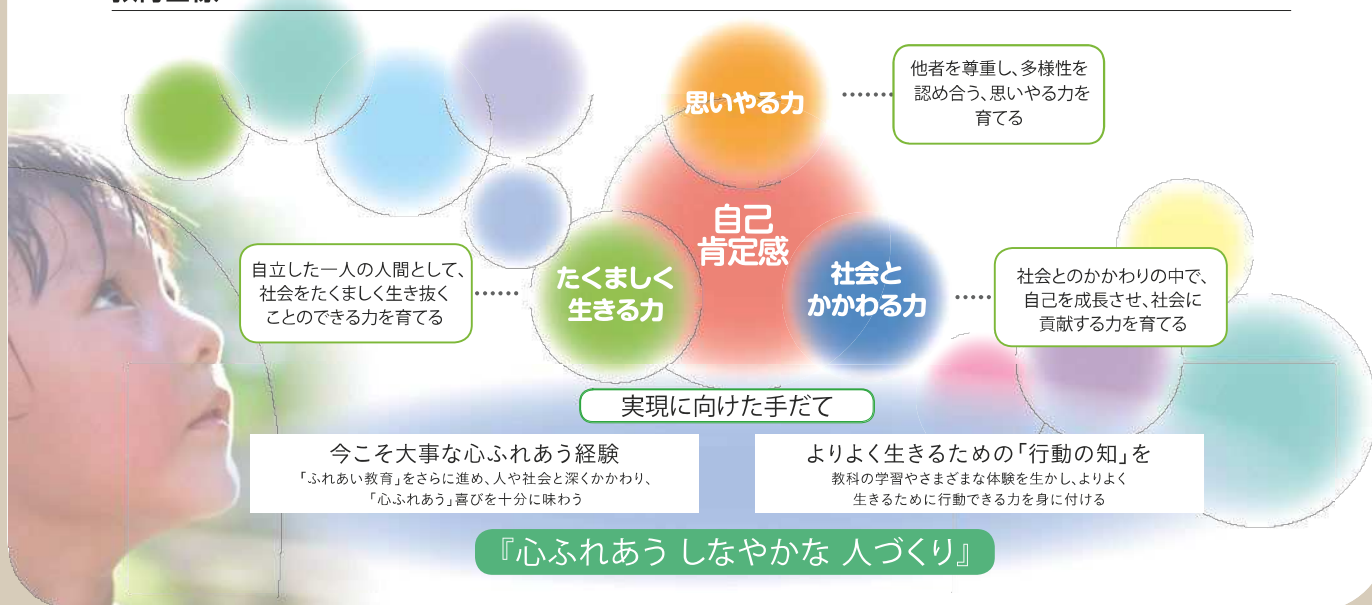 思いやる力
他者を尊重し、多様性を
認め合う、思いやる力を
育てる
自己
肯定感
自立した一人の人間として、
社会をたくましく生き抜く
ことのできる力を育てる
たくましく
生きる力
社会と
かかわる力
社会とのかかわりの中で、
自己を成長させ、社会に
貢献する力を育てる
実現に向けた手だて
今こそ大事な心ふれあう経験
「ふれあい教育」をさらに進め、人や社会と深くかかわり、
「心ふれあう」喜びを十分に味わう
よりよく生きるための「行動の知」を
教科の学習やさまざまな体験を生かし、よりよく
生きるために行動できる力を身に付ける
『心ふれあう しなやかな 人づくり』